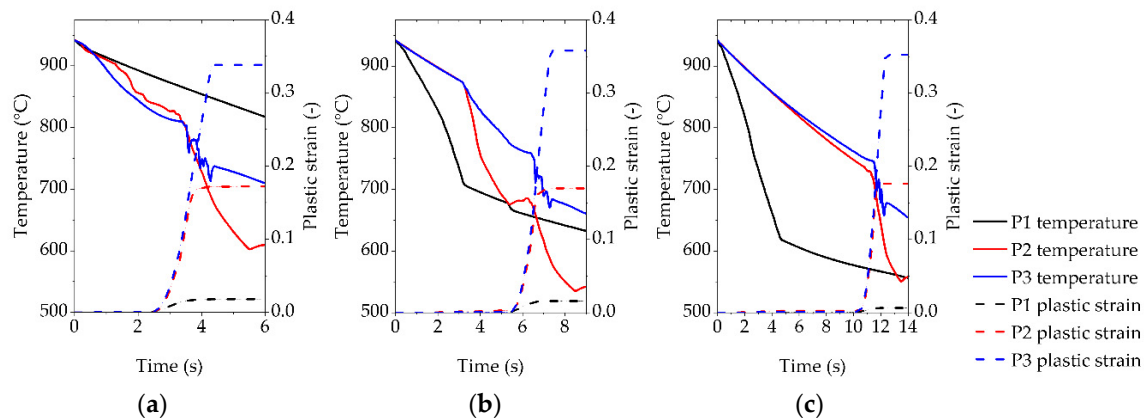 0.4
0.4
0.4
900
900
900
0.3
0.3
0.3
800
800
800
0.2
0.2
0.2
700
700
700
0.1
0.1
0.1
600
600
600
500
500
500
0.0
0.0
0.0
0 2 4 6
0 2 4 6 8
0 2 4 6 8 10 12 14
Temperature (°C)
Plastic strain (-)
Temperature (°C)
Plastic strain (-)
Temperature (°C)
Plastic strain (-)
Time (s)
Time (s)
Time (s)
P1 temperature
P2 temperature
P3 temperature
P1 plastic strain
P2 plastic strain
P3 plastic strain
(a)
(b)
(c)